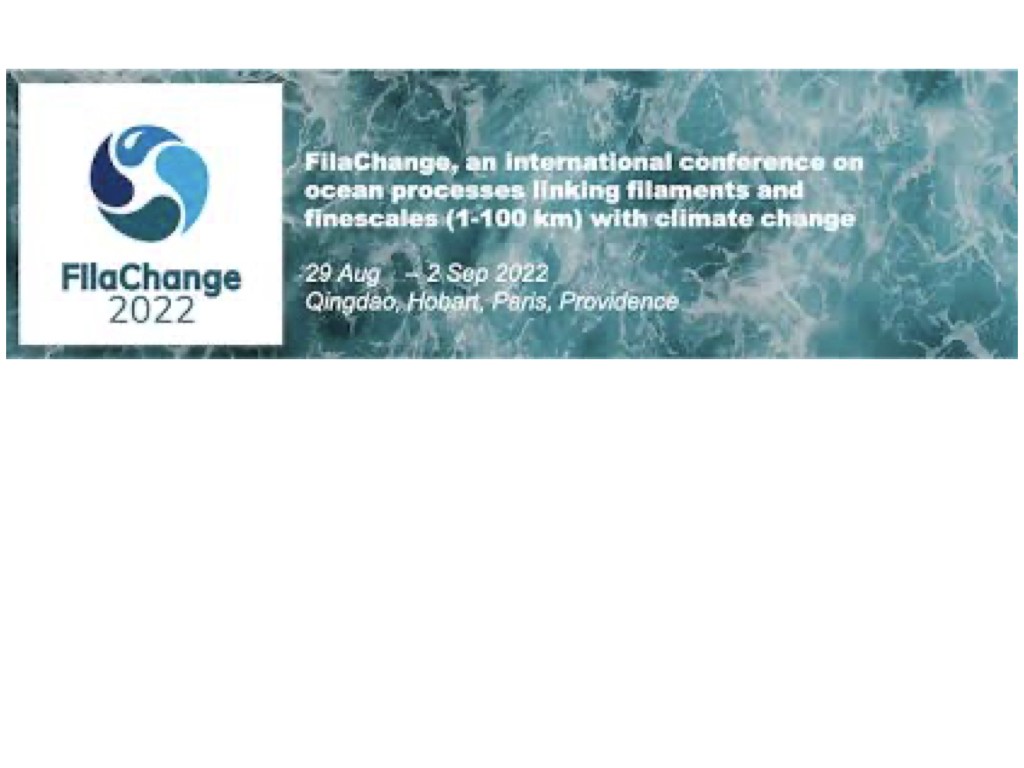 FilaChange, an international conference on
ocean processes linking filaments and
finescales (1-100 km) with climate change
29 Aug – 2 Sep 2022
Qingdao, Hobart, Paris, Providence
FilaChange
2022